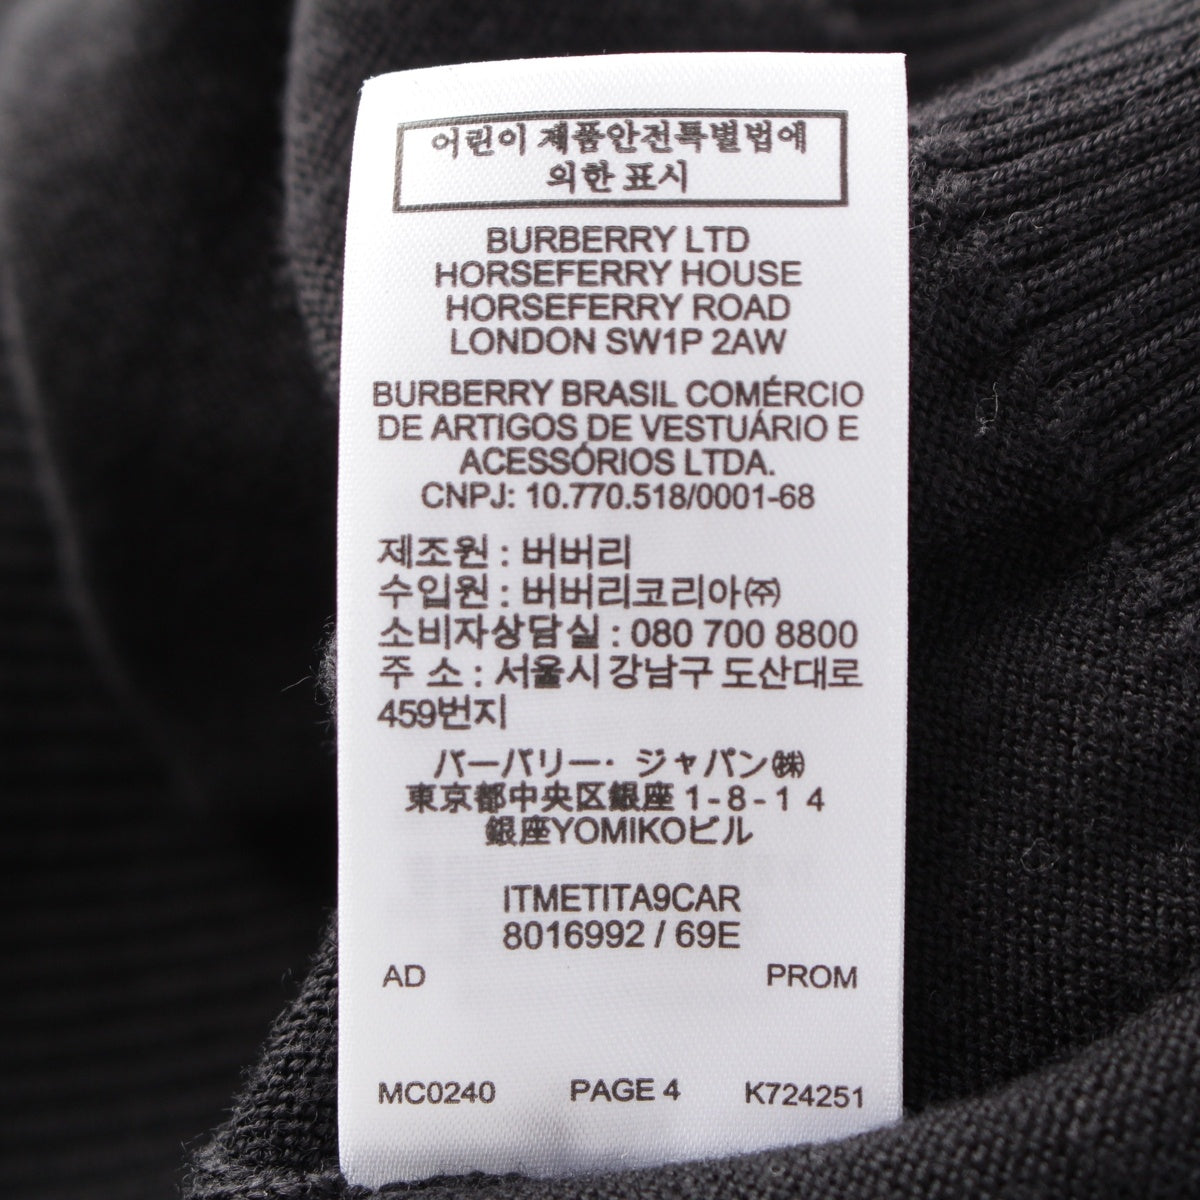 어린이 제품안전특별법에
의한 표시
BURBERRY LTD
HORSEFERRY HOUSE
HORSEFERRY ROAD
LONDON SW1P 2AW
BURBERRY BRASIL COMÉRCIO
DE ARTIGOS DE VESTUÁRIO E
ACESSÓRIOS LTDA.
CNPJ: 10.770.518/0001-68
제조원 : 버버리
수입원 : 버버리코리아㈜
소비자상담실 : 080 700 8800
주 소 : 서울시 강남구 도산대로
459번지
バーバリー・ジャパン㈱
東京都中央区銀座 1 - 8 - 1 4
銀座YOMIKOビル
ITMETITA9CAR
8016992 / 69E
AD PROM
MC0240 PAGE 4 K724251